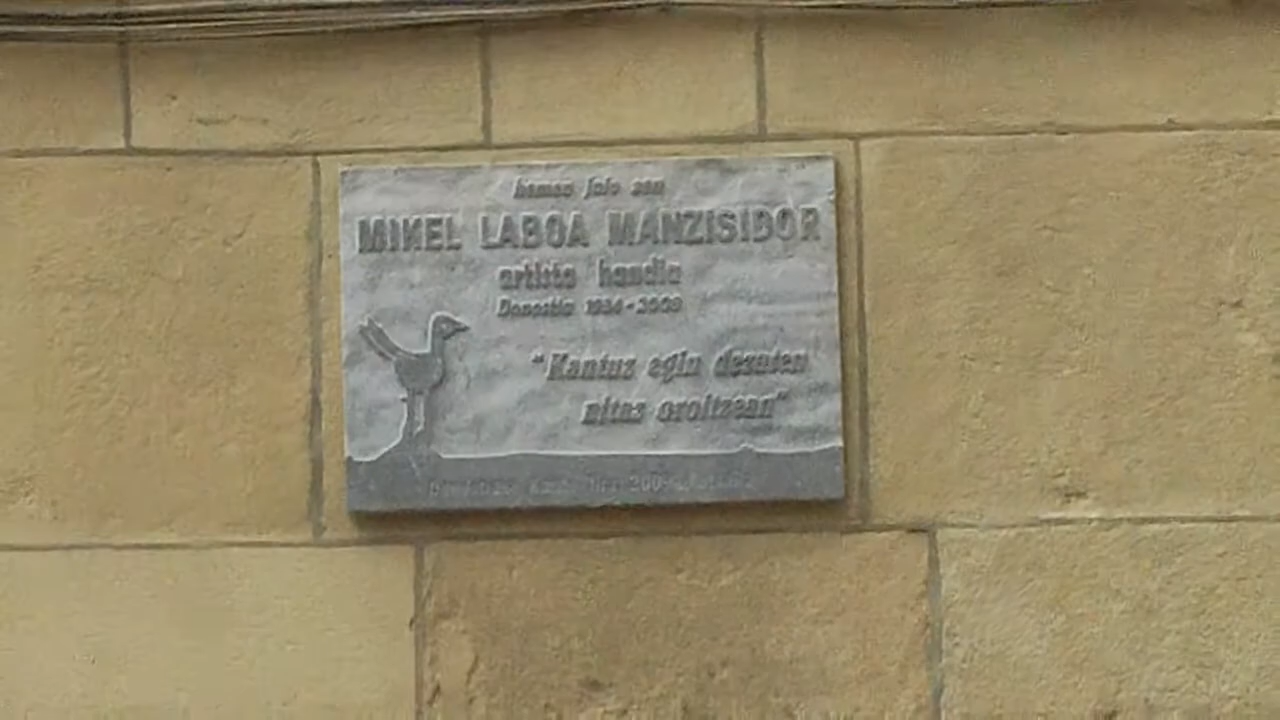 hemen jaio zen
MIKEL LABOA MANZISIDOR
artista handia
Donostia 1934-2008
"Kantuz egin dezaten
nitaz oroitzean"